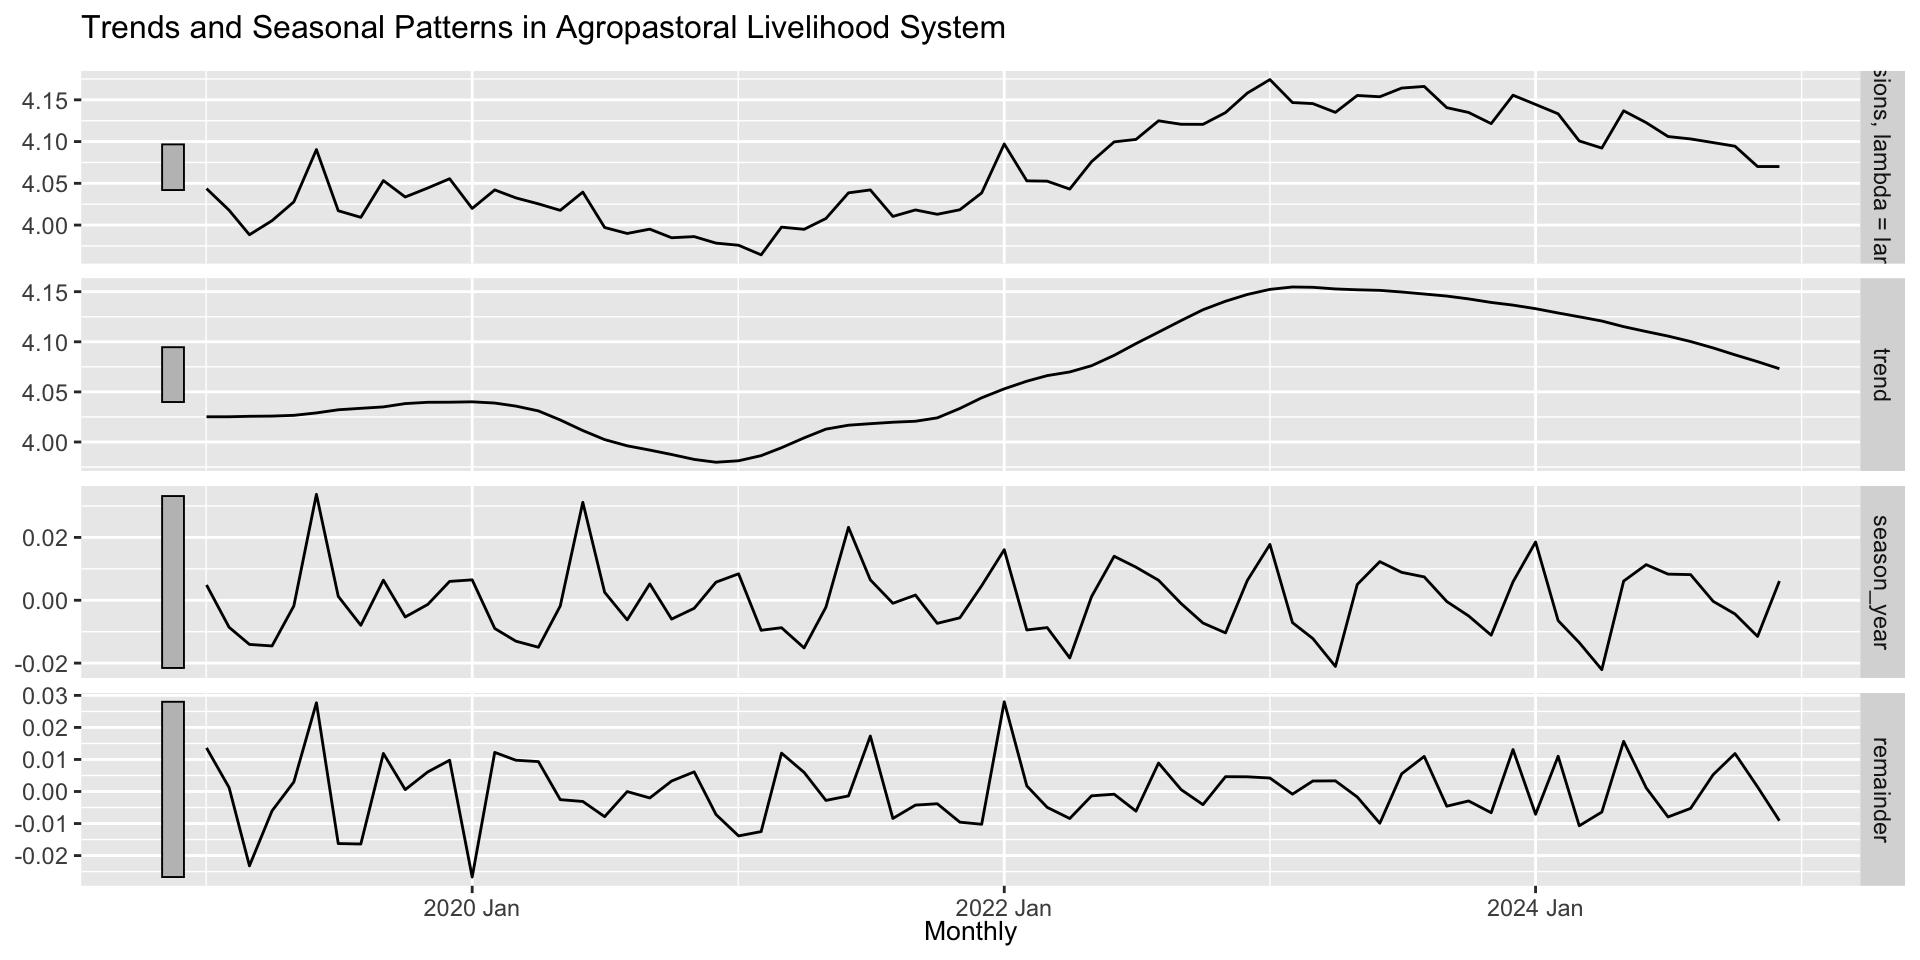 Trends and Seasonal Patterns in Agropastoral Livelihood System
4.15
4.10
4.05
4.00
lambda =
4.15
4.10
4.05
4.00
trend
0.02
0.00
-0.02
season_year
0.03
0.02
0.01
0.00
-0.01
-0.02
remainder
2020 Jan
2022 Jan
2024 Jan
Monthly